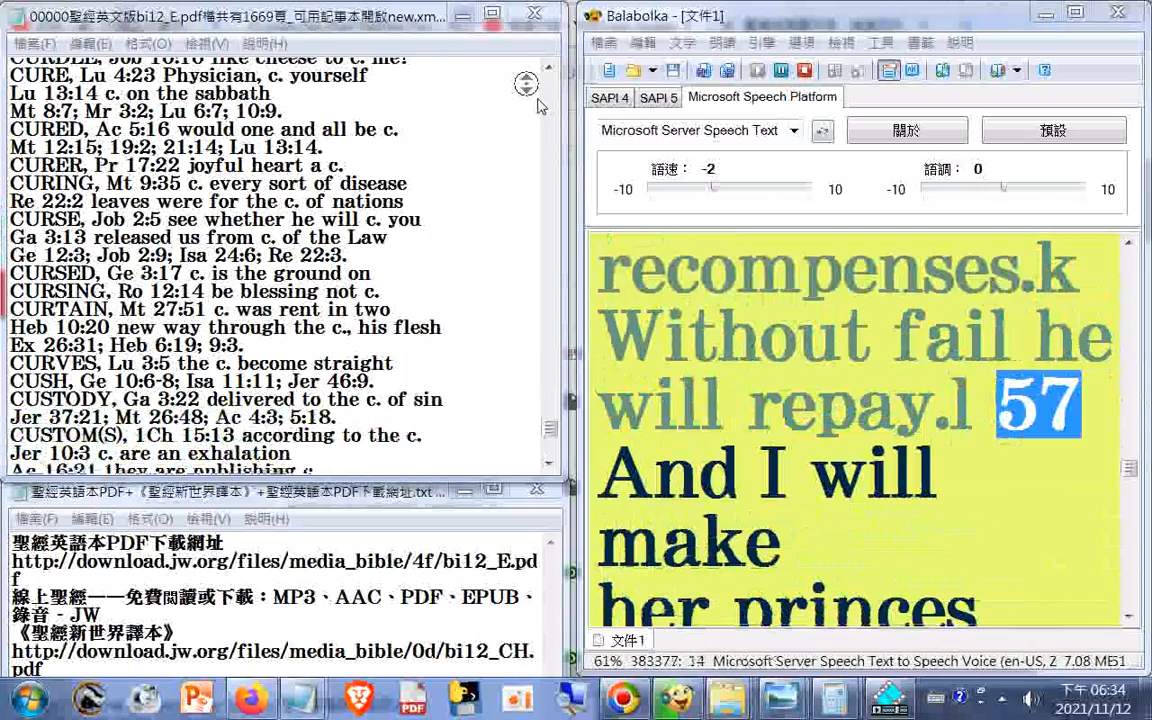 00000聖經英文版bi12_E.pdf檔共有1669頁_可用記事本開啟new.xm...
檔案(F) 編輯(E) 格式(O) 檢視(V) 說明(H)
CURDLE, Job 10:10 like cheese to c. me?
CURE, Lu 4:23 Physician, c. yourself
Lu 13:14 c. on the sabbath
Mt 8:7; Mr 3:2; Lu 6:7; 10:9.
CURED, Ac 5:16 would one and all be c.
Mt 12:15; 19:2; 21:14; Lu 13:14.
CURER, Pr 17:22 joyful heart a c.
CURING, Mt 9:35 c. every sort of disease
Re 22:2 leaves were for the c. of nations
CURSE, Job 2:5 see whether he will c. you
Ga 3:13 released us from c. of the Law
Ge 12:3; Job 2:9; Isa 24:6; Re 22:3.
CURSED, Ge 3:17 c. is the ground on
CURSING, Ro 12:14 be blessing not c.
CURTAIN, Mt 27:51 c. was rent in two
Heb 10:20 new way through the c., his flesh
Ex 26:31; Heb 6:19; 9:3.
CURVES, Lu 3:5 the c. become straight
CUSH, Ge 10:6-8; Isa 11:11; Jer 46:9.
CUSTODY, Ga 3:22 delivered to the c. of sin
Jer 37:21; Mt 26:48; Ac 4:3; 5:18.
CUSTOM(S), 1Ch 15:13 according to the c.
Jer 10:3 c. are an exhalation
Ac 16:21 they are publishing c.
聖經英語本PDF+《聖經新世界譯本》+聖經英語本PDF下載網址.txt ...
檔案(F) 編輯(E) 格式(O) 檢視(V) 說明(H)
聖經英語本PDF下載網址
http://download.jw.org/files/media_bible/4f/bi12_E.pd
f
線上聖經——免費閱讀或下載：MP3、AAC、PDF、EPUB、
錄音 - JW
《聖經新世界譯本》
http://download.jw.org/files/media_bible/0d/bi12_CH.
pdf
Balabolka - [文件1]
檔案 編輯 文字 朗讀 引擎 選項 檢視 工具 書籤 說明
SAPI 4 SAPI 5 Microsoft Speech Platform
Microsoft Server Speech Text 關於 預設
語速： -2 語調： 0
-10 10 -10 10
recompenses.k
Without fail he
will repay.l 57
And I will
make
her princes
文件1
61% 383377: 14 Microsoft Server Speech Text to Speech Voice (en-US, Z 7.08 ME51
下午 06:34
2021/11/12